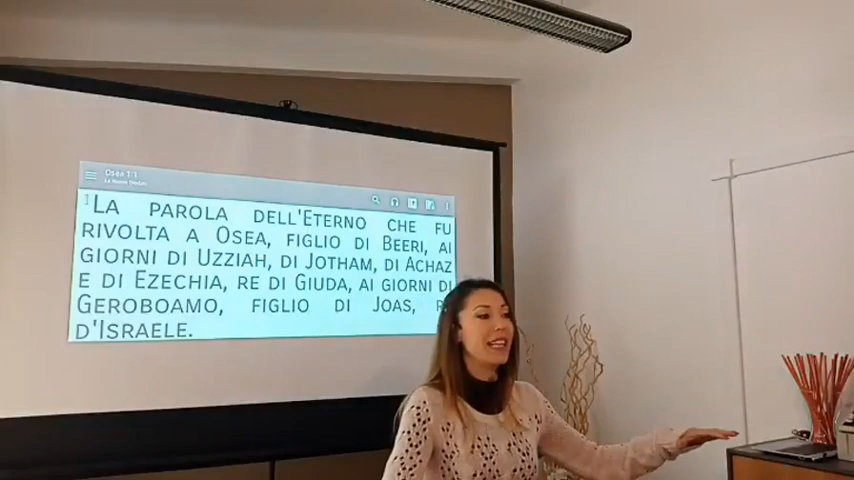 Osea 1:1
La Nuova Diodati
1LA PAROLA DELL'ETERNO CHE FU
RIVOLTA A OSEA, FIGLIO DI BEERI, AI
GIORNI DI UZZIAH, DI JOTHAM, DI ACHAZ
E DI EZECHIA, RE DI GIUDA, AI GIORNI DI
GEROBOAMO, FIGLIO DI JOAS,
D'ISRAELE.